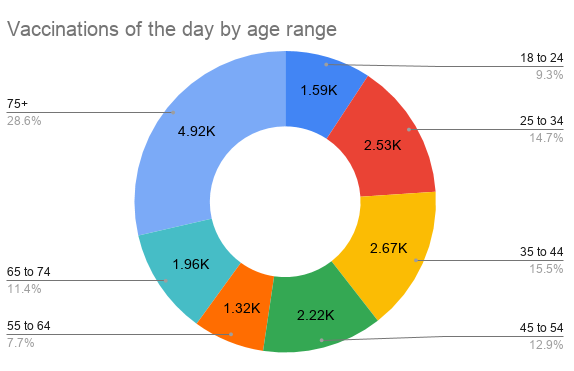 Vaccinations of the day by age range
18 to 24
9.3%
1.59K
25 to 34
14.7%
2.53K
35 to 44
15.5%
2.67K
45 to 54
12.9%
2.22K
55 to 64
7.7%
1.32K
65 to 74
11.4%
1.96K
75+
28.6%
4.92K